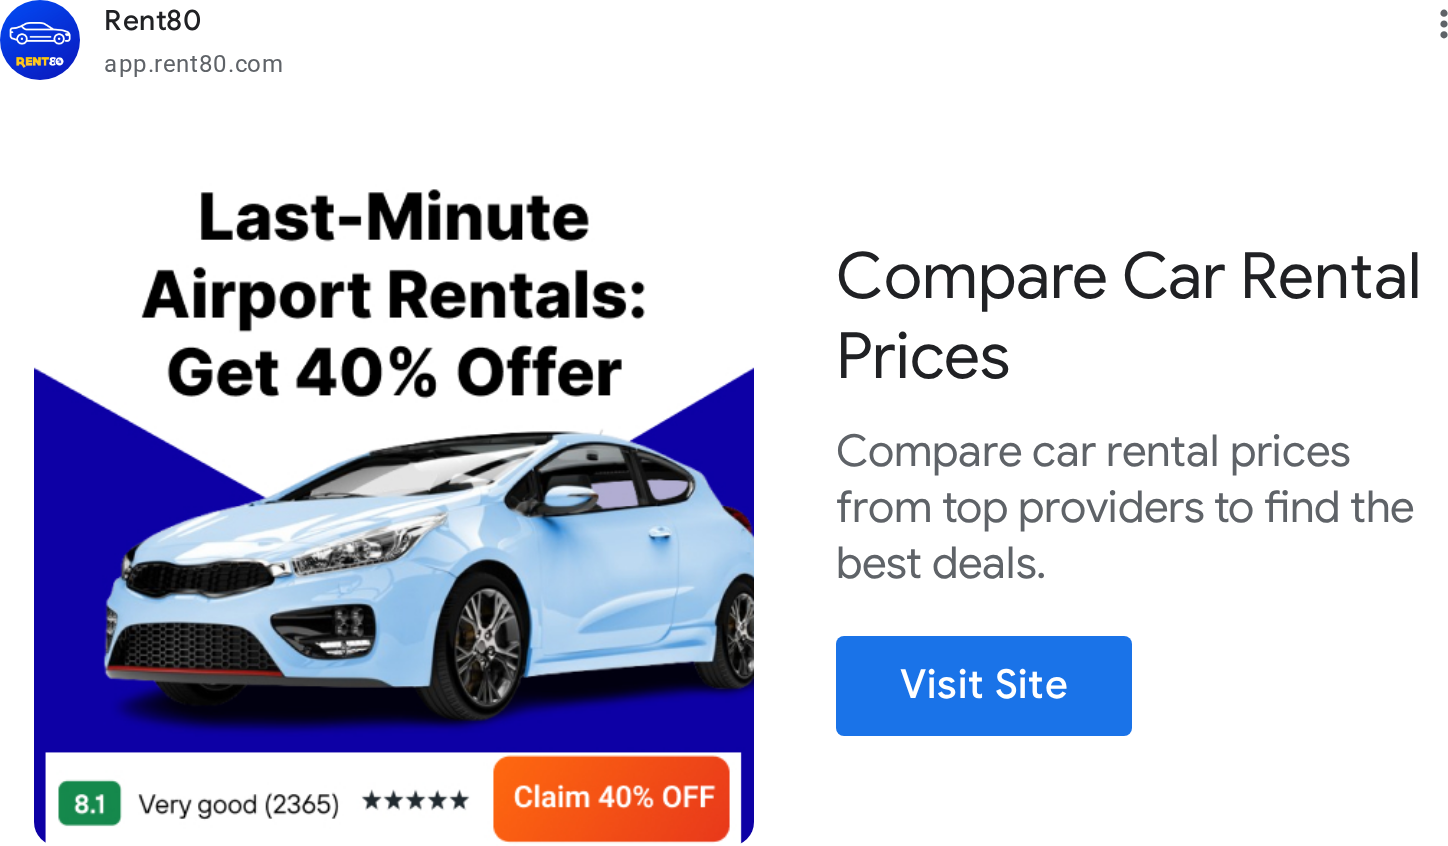 Rent80
app.rent80.com
RENT80
Last-Minute
Airport Rentals:
Get 40% Offer
8.1
Very good (2365)
Claim 40% OFF
Compare Car Rental
Prices
Compare car rental prices
from top providers to find the
best deals.
Visit Site